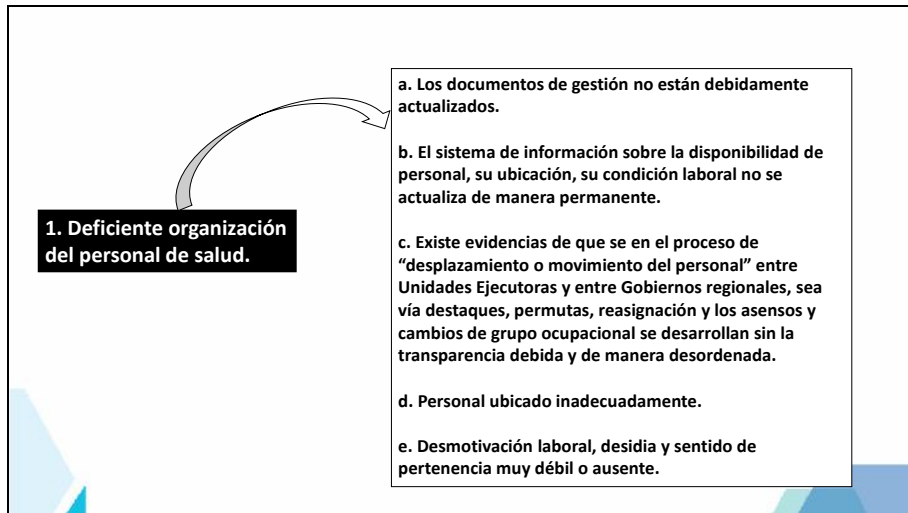 1. Deficiente organización
del personal de salud.
a. Los documentos de gestión no están debidamente
actualizados.
b. El sistema de información sobre la disponibilidad de
personal, su ubicación, su condición laboral no se
actualiza de manera permanente.
c. Existe evidencias de que se en el proceso de
“desplazamiento o movimiento del personal” entre
Unidades Ejecutoras y entre Gobiernos regionales, sea
vía destaques, permutas, reasignación y los asensos y
cambios de grupo ocupacional se desarrollan sin la
transparencia debida y de manera desordenada.
d. Personal ubicado inadecuadamente.
e. Desmotivación laboral, desidia y sentido de
pertenencia muy débil o ausente.